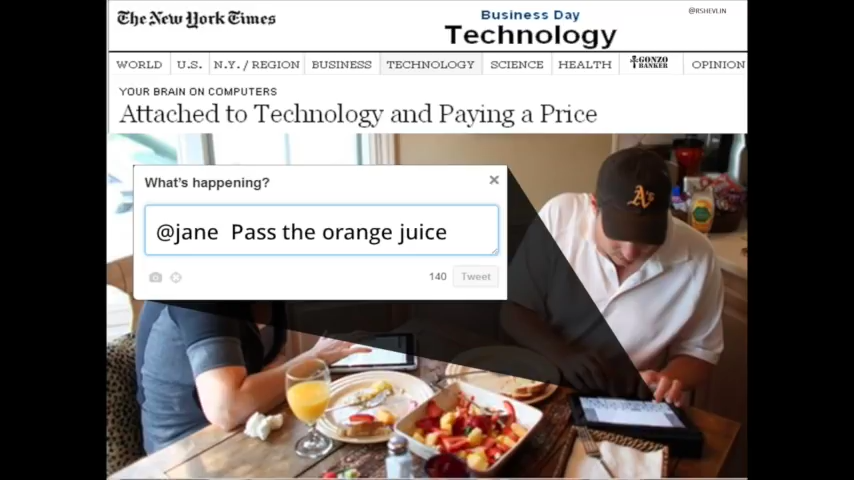 The New York Times
Business Day
Technology
@RSHEVLIN
WORLD
U.S.
N.Y. / REGION
BUSINESS
TECHNOLOGY
SCIENCE
HEALTH
GONZO
BANKER
OPINION
YOUR BRAIN ON COMPUTERS
Attached to Technology and Paying a Price
What's happening?
@jane Pass the orange juice
140
Tweet
A's